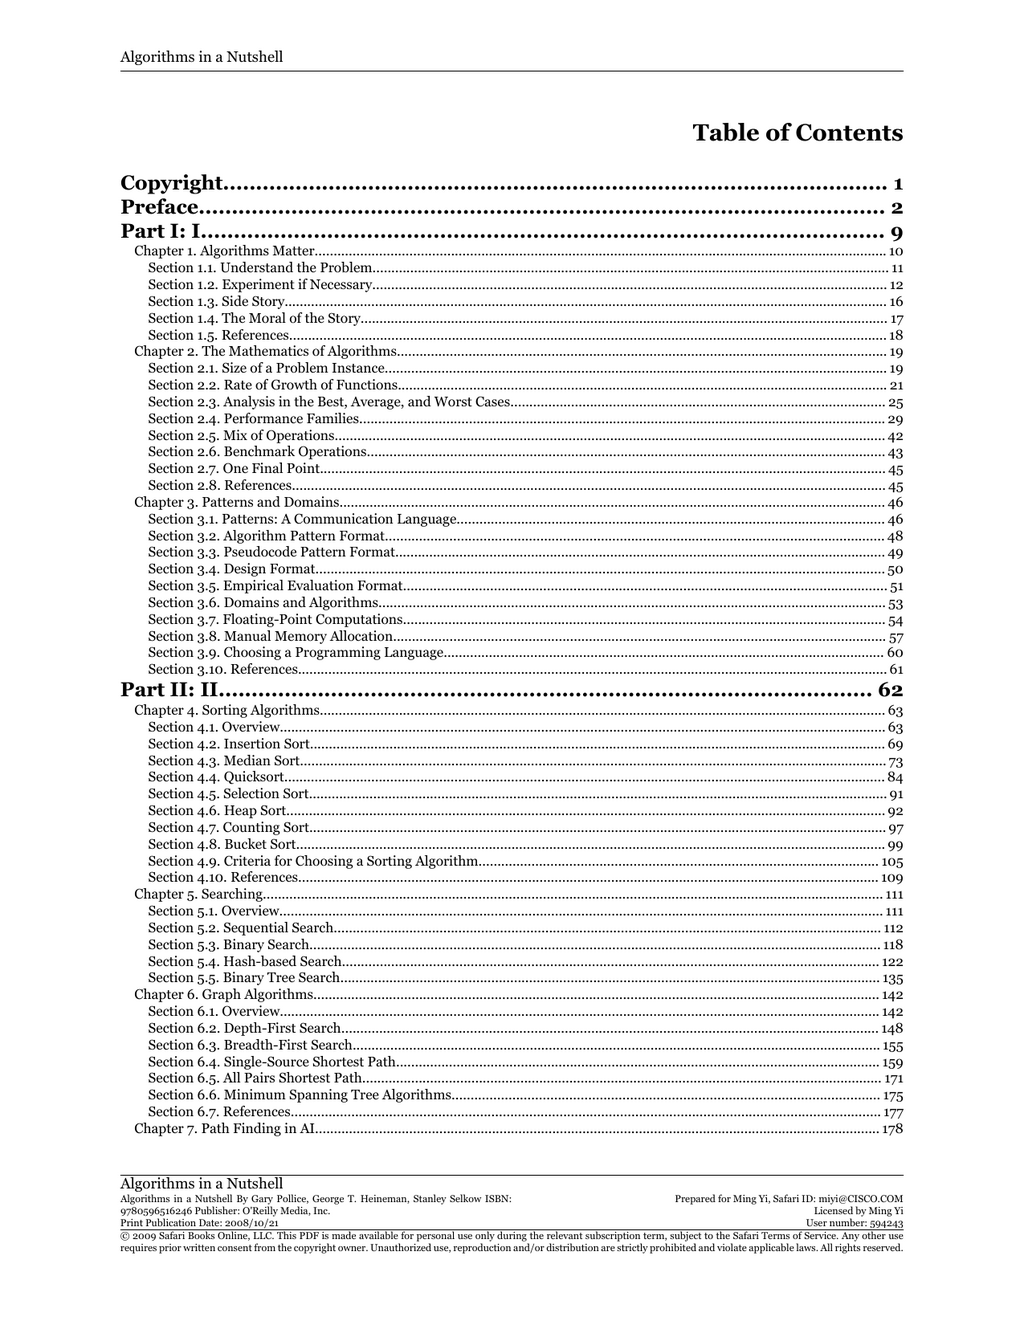 Algorithms in a Nutshell
Table of Contents
Copyright..................................................................................................... 1
Preface........................................................................................................ 2
Part I: I........................................................................................................ 9
Chapter 1. Algorithms Matter........................................................ 10
Section 1.1. Understand the Problem........................................................ 11
Section 1.2. Experiment if Necessary........................................................ 12
Section 1.3. Side Story........................................................ 16
Section 1.4. The Moral of the Story........................................................ 17
Section 1.5. References........................................................ 18
Chapter 2. The Mathematics of Algorithms........................................................ 19
Section 2.1. Size of a Problem Instance........................................................ 19
Section 2.2. Rate of Growth of Functions........................................................ 21
Section 2.3. Analysis in the Best, Average, and Worst Cases........................................................ 25
Section 2.4. Performance Families........................................................ 29
Section 2.5. Mix of Operations........................................................ 42
Section 2.6. Benchmark Operations........................................................ 43
Section 2.7. One Final Point........................................................ 45
Section 2.8. References........................................................ 45
Chapter 3. Patterns and Domains........................................................ 46
Section 3.1. Patterns: A Communication Language........................................................ 46
Section 3.2. Algorithm Pattern Format........................................................ 48
Section 3.3. Pseudocode Pattern Format........................................................ 49
Section 3.4. Design Format........................................................ 50
Section 3.5. Empirical Evaluation Format........................................................ 51
Section 3.6. Domains and Algorithms........................................................ 53
Section 3.7. Floating-Point Computations........................................................ 54
Section 3.8. Manual Memory Allocation........................................................ 57
Section 3.9. Choosing a Programming Language........................................................ 60
Section 3.10. References........................................................ 61
Part II: II........................................................................................................ 62
Chapter 4. Sorting Algorithms........................................................ 63
Section 4.1. Overview........................................................ 63
Section 4.2. Insertion Sort........................................................ 69
Section 4.3. Median Sort........................................................ 73
Section 4.4. Quicksort........................................................ 84
Section 4.5. Selection Sort........................................................ 91
Section 4.6. Heap Sort........................................................ 92
Section 4.7. Counting Sort........................................................ 97
Section 4.8. Bucket Sort........................................................ 99
Section 4.9. Criteria for Choosing a Sorting Algorithm........................................................ 105
Section 4.10. References........................................................ 109
Chapter 5. Searching........................................................ 111
Section 5.1. Overview........................................................ 111
Section 5.2. Sequential Search........................................................ 112
Section 5.3. Binary Search........................................................ 118
Section 5.4. Hash-based Search........................................................ 122
Section 5.5. Binary Tree Search........................................................ 135
Chapter 6. Graph Algorithms........................................................ 142
Section 6.1. Overview........................................................ 142
Section 6.2. Depth-First Search........................................................ 148
Section 6.3. Breadth-First Search........................................................ 155
Section 6.4. Single-Source Shortest Path........................................................ 159
Section 6.5. All Pairs Shortest Path........................................................ 171
Section 6.6. Minimum Spanning Tree Algorithms........................................................ 175
Section 6.7. References........................................................ 177
Chapter 7. Path Finding in AI........................................................ 178
Algorithms in a Nutshell
Algorithms in a Nutshell By Gary Pollice, George T. Heineman, Stanley Selkow ISBN:
9780596516246 Publisher: O'Reilly Media, Inc.
Print Publication Date: 2008/10/21
Prepared for Ming Yi, Safari ID: miyi@CISCO.COM
Licensed by Ming Yi
User number: 594243
© 2009 Safari Books Online, LLC. This PDF is made available for personal use only during the relevant subscription term, subject to the Safari Terms of Service. Any other use
requires prior written consent from the copyright owner. Unauthorized use, reproduction and/or distribution are strictly prohibited and violate applicable laws. All rights reserved.